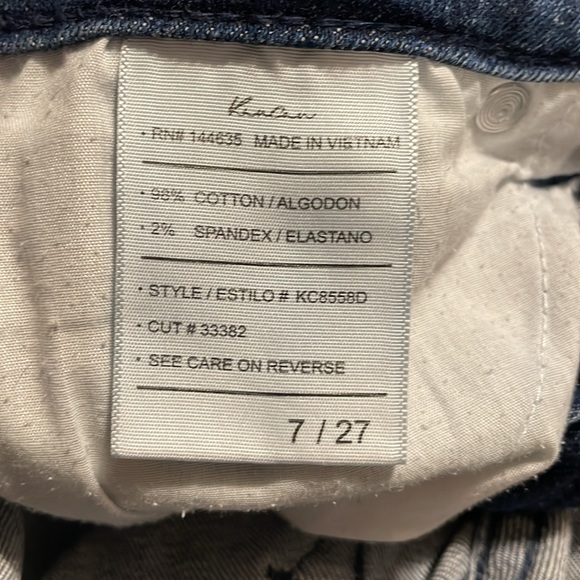 KanCan
• RN# 144635 MADE IN VIETNAM
• 98% COTTON / ALGODON
• 2% SPANDEX / ELASTANO
• STYLE / ESTILO # KC8558D
• CUT # 33382
• SEE CARE ON REVERSE
7 / 27